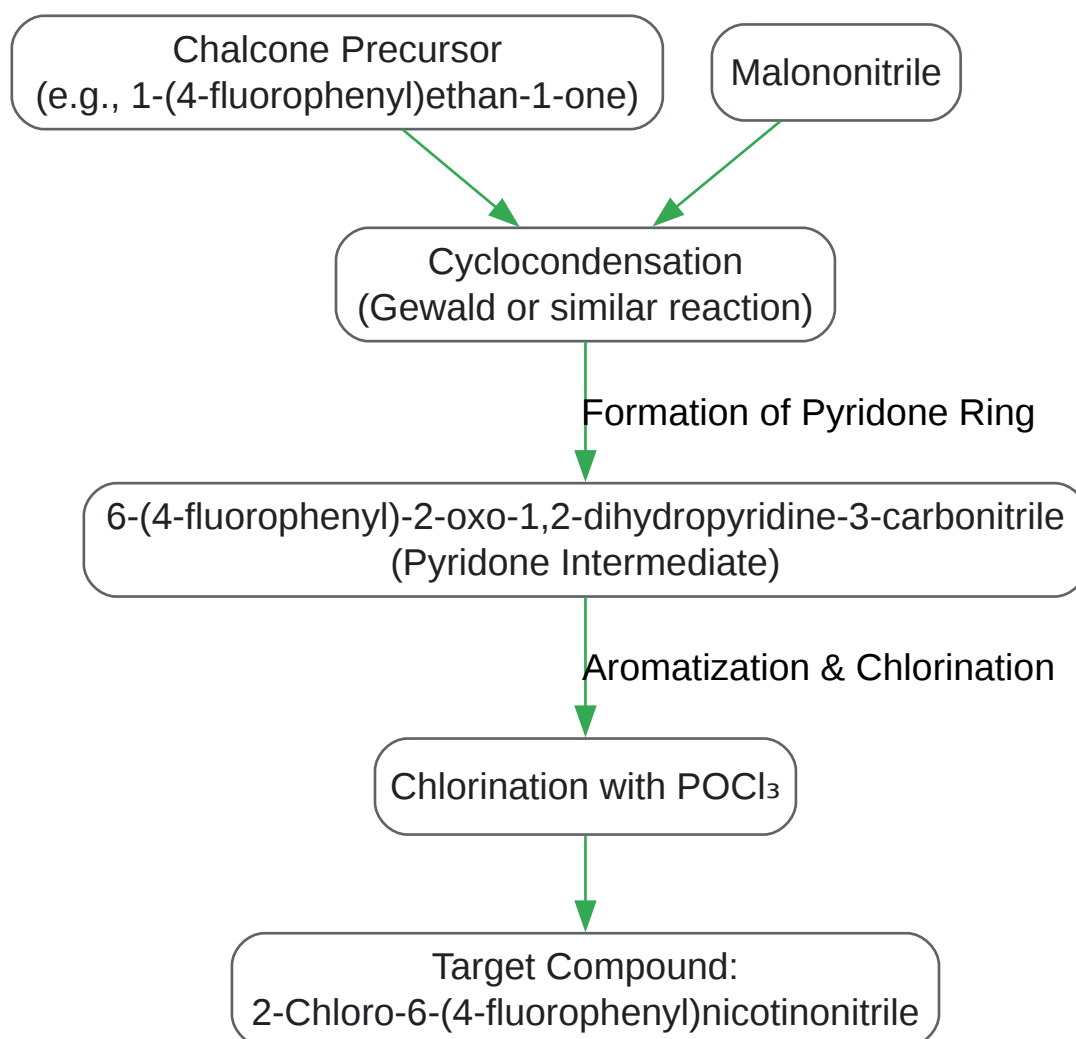 Chalcone Precursor
(e.g., 1-(4-fluorophenyl)ethan-1-one)
Malononitrile
Cyclocondensation
(Gewald or similar reaction)
Formation of Pyridone Ring
6-(4-fluorophenyl)-2-oxo-1,2-dihydropyridine-3-carbonitrile
(Pyridone Intermediate)
Aromatization & Chlorination
Chlorination with POCl₃
Target Compound:
2-Chloro-6-(4-fluorophenyl)nicotinonitrile